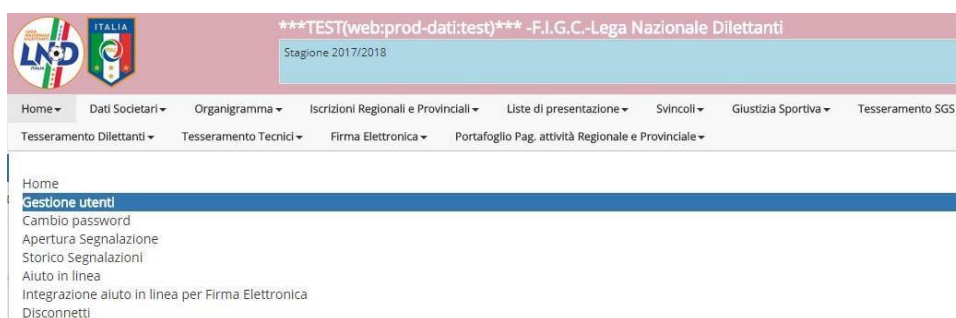 ***TEST(web:prod-dati:test)*** -F.I.G.C.-Lega Nazionale Dilettanti
LND
ITALIA
ITALIA
Stagione 2017/2018
Home Dati Societari Organigramma Iscrizioni Regionali e Provinciali Liste di presentazione Svincoli Giustizia Sportiva Tesseramento SGS
Tesseramento Dilettanti Tesseramento Tecnici Firma Elettronica Portafoglio Pag. attività Regionale e Provinciale
Home
Gestione utenti
Cambio password
Apertura Segnalazione
Storico Segnalazioni
Aiuto in linea
Integrazione aiuto in linea per Firma Elettronica
Disconnetti